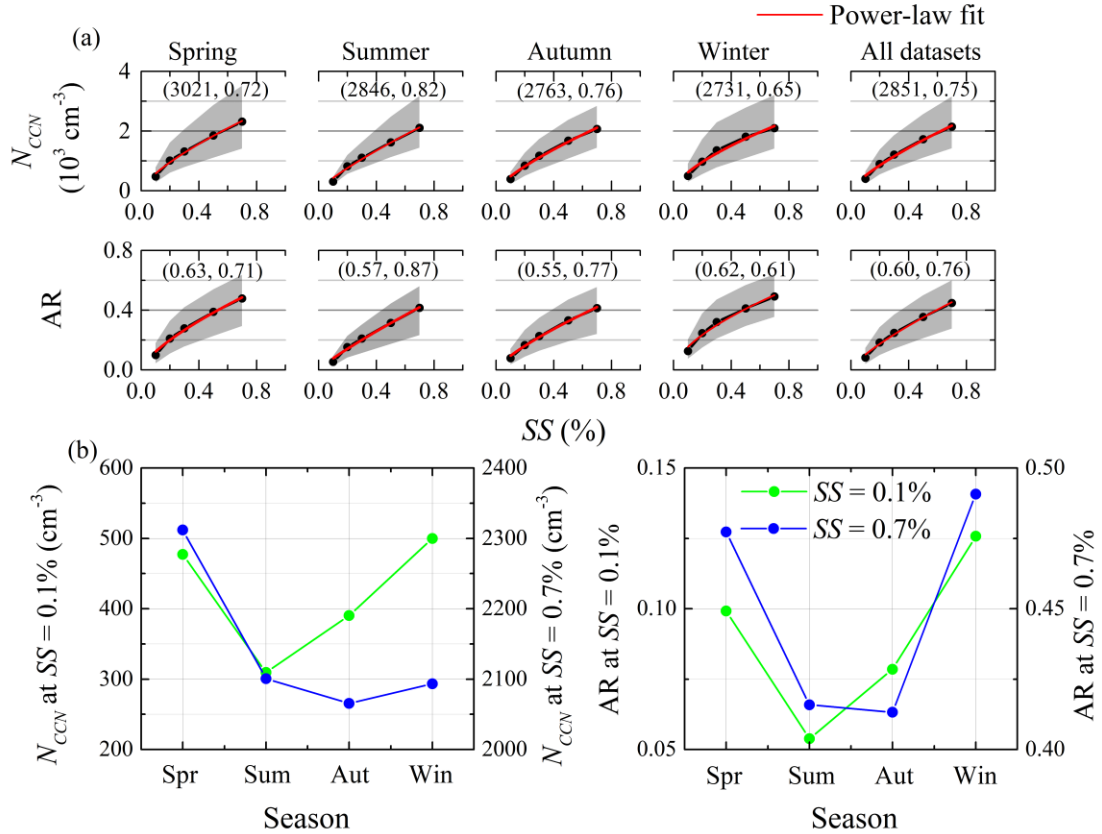 Power-law fit
(a)
Spring Summer Autumn Winter All datasets
N_CCN (10³ cm⁻³)
4
3
2
1
0
(3021, 0.72) (2846, 0.82) (2763, 0.76) (2731, 0.65) (2851, 0.75)
0.0 0.4 0.8 0.0 0.4 0.8 0.0 0.4 0.8 0.0 0.4 0.8 0.0 0.4 0.8
AR
0.8
0.4
0.0
(0.63, 0.71) (0.57, 0.87) (0.55, 0.77) (0.62, 0.61) (0.60, 0.76)
0.0 0.4 0.8 0.0 0.4 0.8 0.0 0.4 0.8 0.0 0.4 0.8 0.0 0.4 0.8
SS (%)
(b)
N_CCN at SS = 0.1% (cm⁻³)
600
500
400
300
200
2400
2300
2200
2100
2000
N_CCN at SS = 0.7% (cm⁻³)
Spr Sum Aut Win
Season
AR at SS = 0.1%
0.15
0.10
0.05
SS = 0.1%
SS = 0.7%
0.50
0.45
0.40
AR at SS = 0.7%
Spr Sum Aut Win
Season